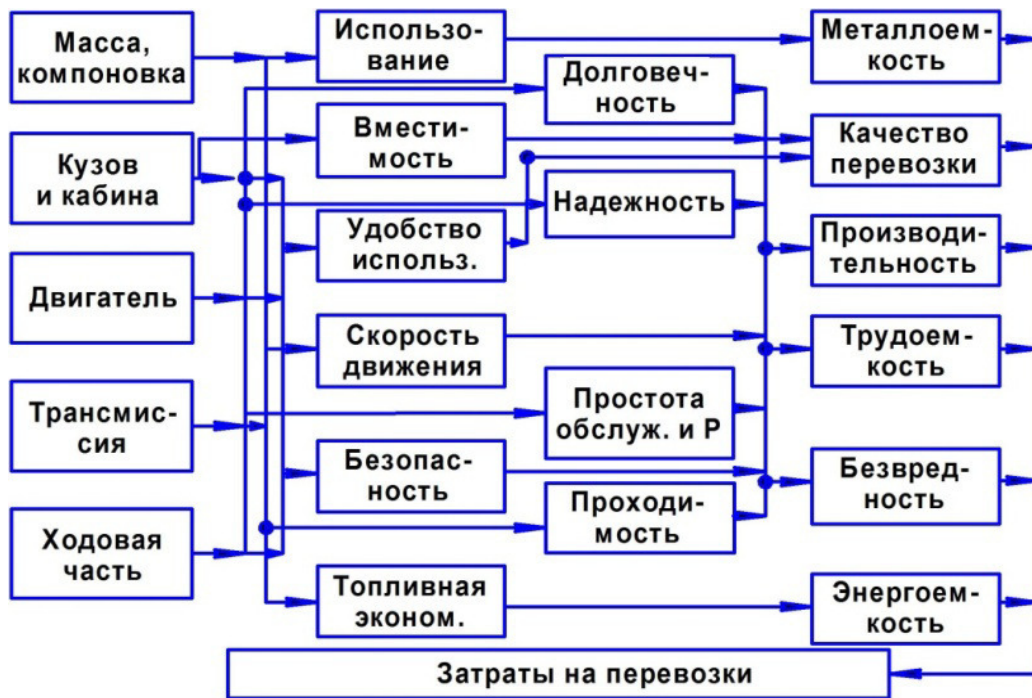 Масса,
компоновка
Кузов
и кабина
Двигатель
Трансмис-
сия
Ходовая
часть
Использо-
вание
Вмести-
мость
Удобство
использ.
Скорость
движения
Безопас-
ность
Топливная
эконом.
Долговеч-
ность
Надежность
Простота
обслуж. и Р
Проходи-
мость
Металлоем-
кость
Качество
перевозки
Производи-
тельность
Трудоем-
кость
Безвред-
ность
Энергоем-
кость
Затраты на перевозки